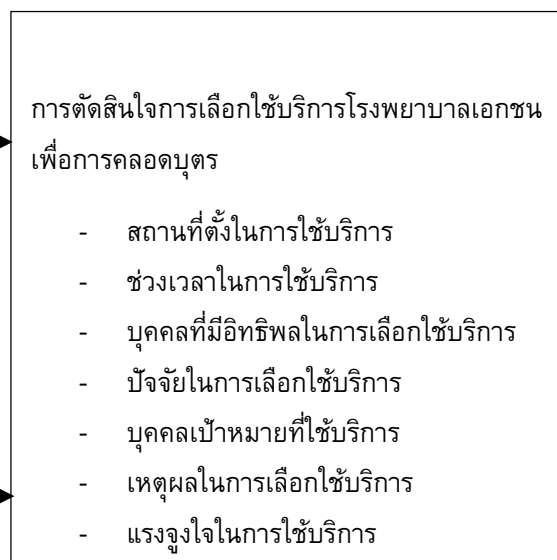 การตัดสินใจการเลือกใช้บริการโรงพยาบาลเอกชน
เพื่อการคลอดบุตร
- สถานที่ตั้งในการใช้บริการ
- ช่วงเวลาในการใช้บริการ
- บุคคลที่มีอิทธิพลในการเลือกใช้บริการ
- ปัจจัยในการเลือกใช้บริการ
- บุคคลเป้าหมายที่ใช้บริการ
- เหตุผลในการเลือกใช้บริการ
- แรงจูงใจในการใช้บริการ